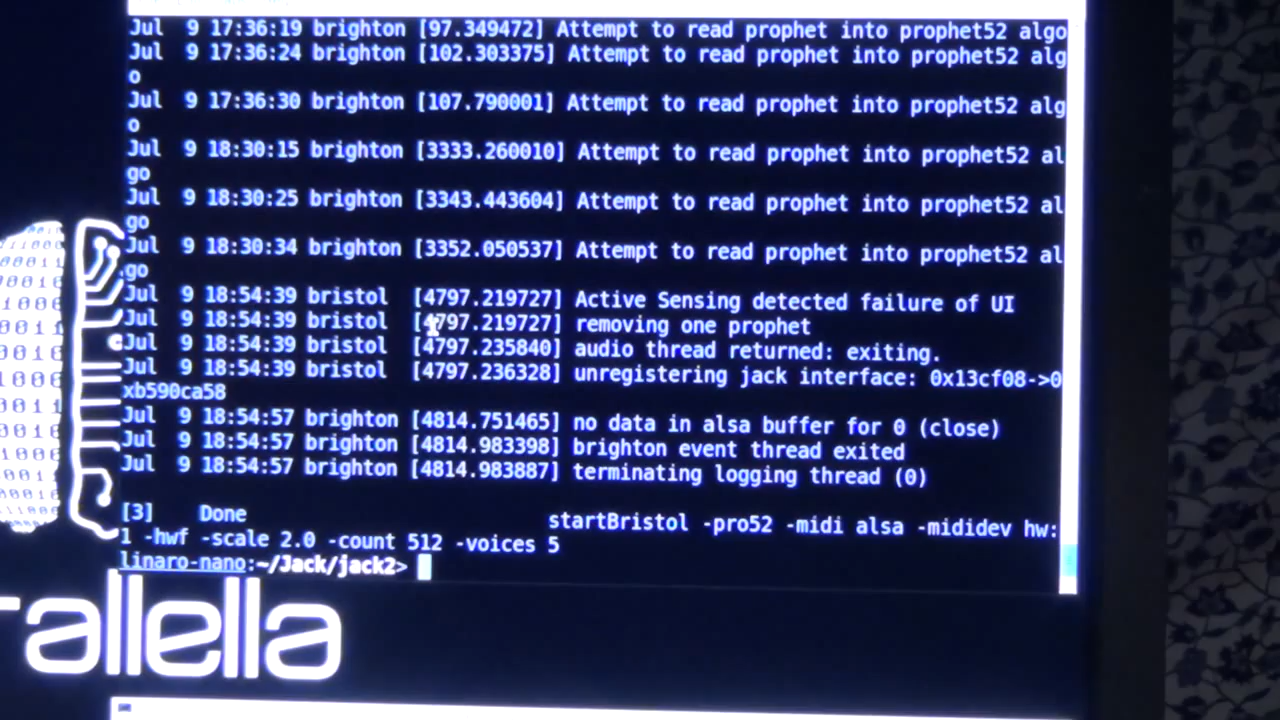 Jul  9 17:36:19 brighton [97.349472] Attempt to read prophet into prophet52 algo
Jul  9 17:36:24 brighton [102.303375] Attempt to read prophet into prophet52 alg
o
Jul  9 17:36:30 brighton [107.790001] Attempt to read prophet into prophet52 alg
o
Jul  9 18:30:15 brighton [3333.260010] Attempt to read prophet into prophet52 al
go
Jul  9 18:30:25 brighton [3343.443604] Attempt to read prophet into prophet52 al
go
Jul  9 18:30:34 brighton [3352.050537] Attempt to read prophet into prophet52 al
go
Jul  9 18:54:39 bristol  [4797.219727] Active Sensing detected failure of UI
Jul  9 18:54:39 bristol  [4797.219727] removing one prophet
Jul  9 18:54:39 bristol  [4797.235840] audio thread returned: exiting.
Jul  9 18:54:39 bristol  [4797.236328] unregistering jack interface: 0x13cf08->0
xb590ca58
Jul  9 18:54:57 brighton [4814.751465] no data in alsa buffer for 0 (close)
Jul  9 18:54:57 brighton [4814.983398] brighton event thread exited
Jul  9 18:54:57 brighton [4814.983887] terminating logging thread (0)
[3]    Done                    startBristol -pro52 -midi alsa -mididev hw:
1 -hwf -scale 2.0 -count 512 -voices 5
linaro-nano:~/Jack/jack2>
allella